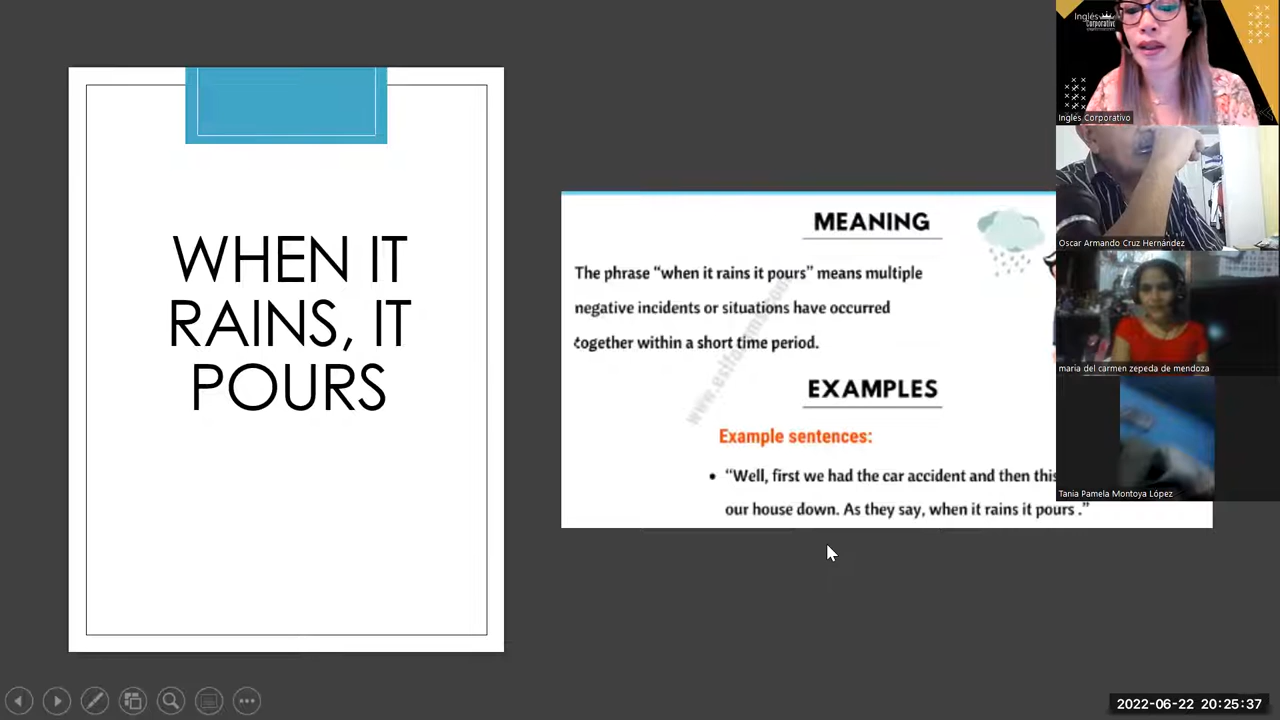 WHEN IT
RAINS, IT
POURS
MEANING
The phrase “when it rains it pours” means multiple
negative incidents or situations have occurred
together within a short time period.
EXAMPLES
Example sentences:
• “Well, first we had the car accident and then this
our house down. As they say, when it rains it pours .”
Inglés
Corporativo
Inglés Corporativo
Oscar Armando Cruz Hernández
maria del carmen zepeda de mendoza
Tania Pamela Montoya López
2022-06-22 20:25:37